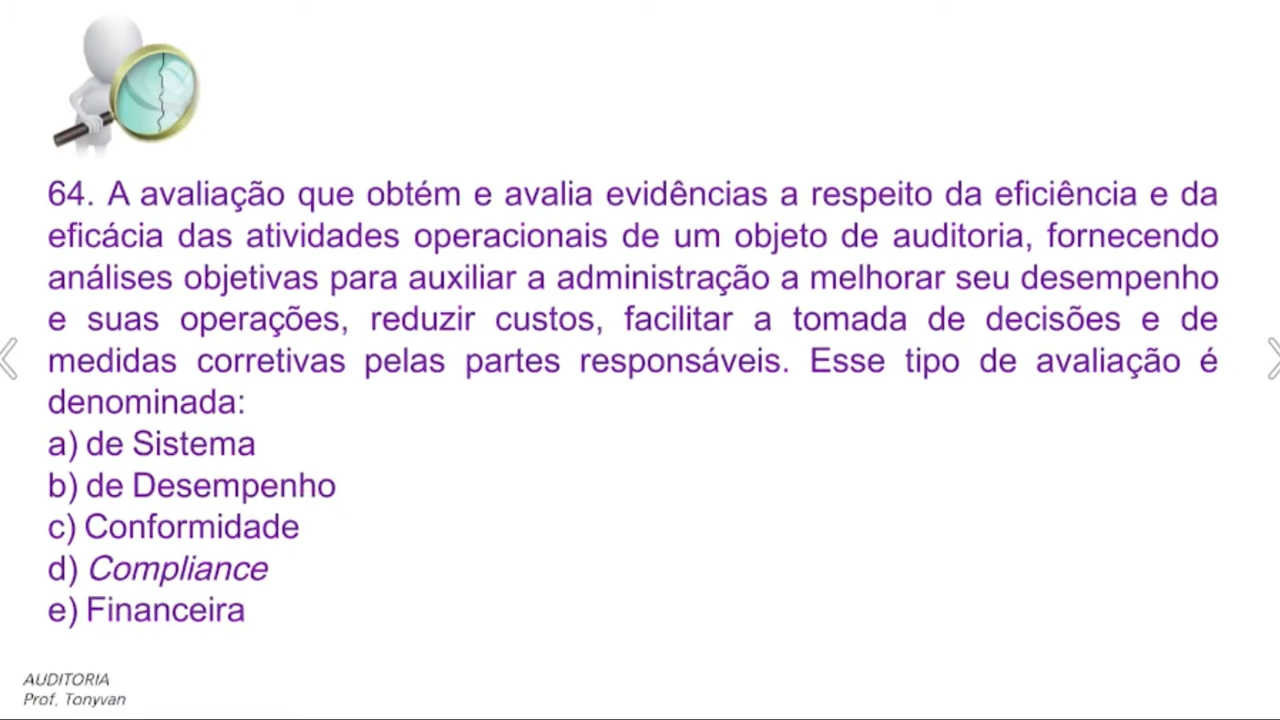 64. A avaliação que obtém e avalia evidências a respeito da eficiência e da
eficácia das atividades operacionais de um objeto de auditoria, fornecendo
análises objetivas para auxiliar a administração a melhorar seu desempenho
e suas operações, reduzir custos, facilitar a tomada de decisões e de
medidas corretivas pelas partes responsáveis. Esse tipo de avaliação é
denominada:
a) de Sistema
b) de Desempenho
c) Conformidade
d) Compliance
e) Financeira
AUDITORIA
Prof. Tonyvan